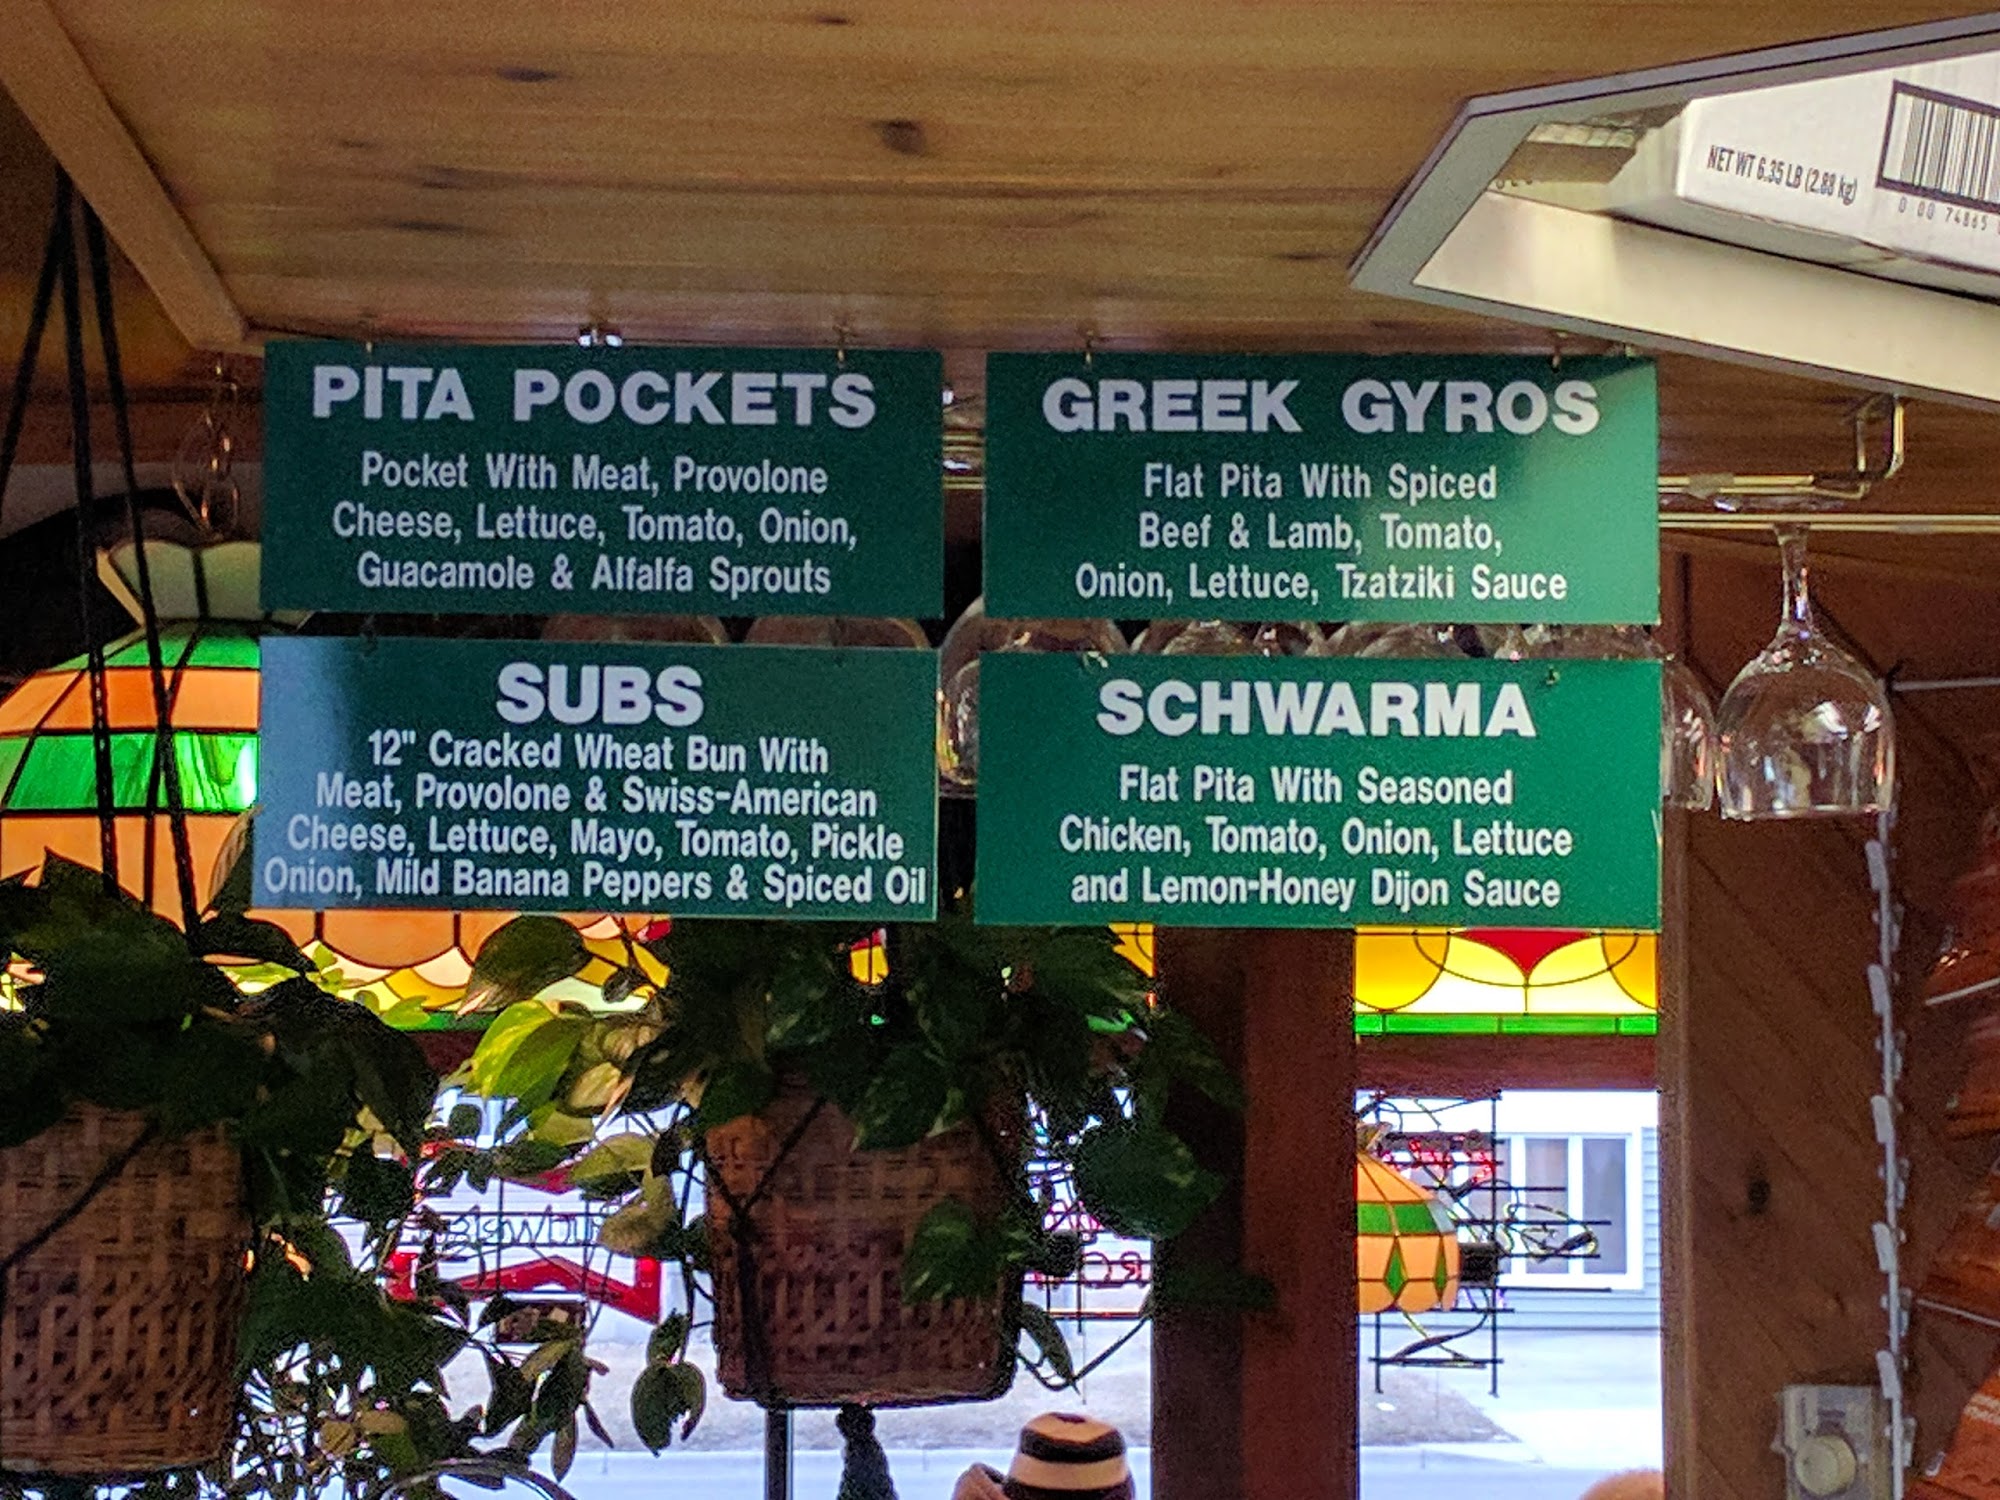 NET WT 6.35 LB (2.88 kg)
0 00 74865
PITA POCKETS
Pocket With Meat, Provolone
Cheese, Lettuce, Tomato, Onion,
Guacamole & Alfalfa Sprouts
GREEK GYROS
Flat Pita With Spiced
Beef & Lamb, Tomato,
Onion, Lettuce, Tzatziki Sauce
SUBS
12" Cracked Wheat Bun With
Meat, Provolone & Swiss-American
Cheese, Lettuce, Mayo, Tomato, Pickle
Onion, Mild Banana Peppers & Spiced Oil
SCHWARMA
Flat Pita With Seasoned
Chicken, Tomato, Onion, Lettuce
and Lemon-Honey Dijon Sauce